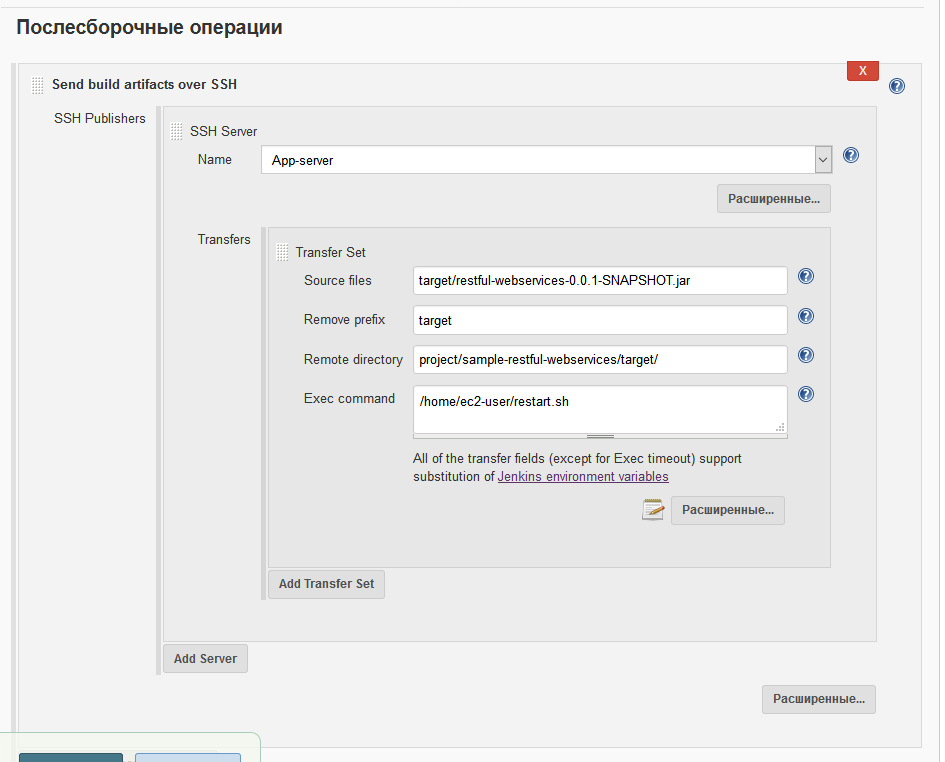 Послесборочные операции
X
Send build artifacts over SSH
?
SSH Publishers
SSH Server
Name
App-server
?
Расширенные...
Transfers
Transfer Set
Source files
target/restful-webservices-0.0.1-SNAPSHOT.jar
?
Remove prefix
target
?
Remote directory
project/sample-restful-webservices/target/
?
Exec command
/home/ec2-user/restart.sh
?
All of the transfer fields (except for Exec timeout) support
substitution of Jenkins environment variables
Расширенные...
Add Transfer Set
Add Server
Расширенные...